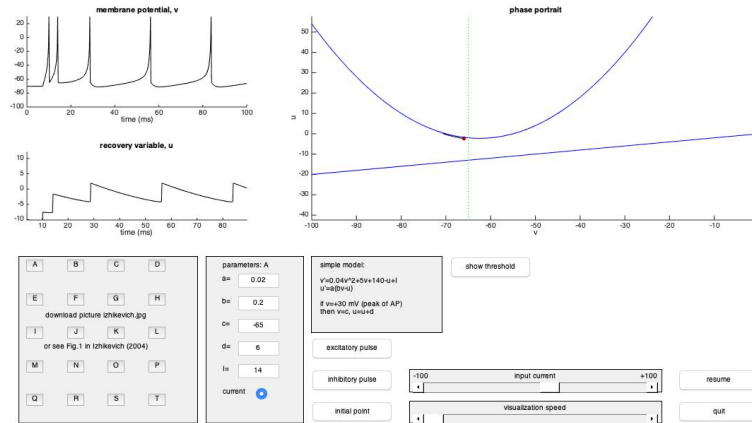 membrane potential, v
20
0
-20
-40
-60
-80
-100
0 20 40 60 80 100
time (ms)
recovery variable, u
10
5
0
-5
-10
0 20 40 60 80 100
time (ms)
phase portrait
50
40
30
20
10
0
-10
-20
-30
-40
u
-100 -90 -80 -70 -60 -50 -40 -30 -20 -10
v
A B C D
E F G H
download picture izhikevich.jpg
I J K L
or see Fig.1 in Izhikevich (2004)
M N O P
Q R S T
parameters: A
a= 0.02
b= 0.2
c= -65
d= 6
I= 14
current
simple model:
v'=0.04v^2+5v+140-u+I
u'=a(bv-u)
if v=+30 mV (peak of AP)
then v=c, u=u+d
show threshold
excitatory pulse
inhibitory pulse
initial point
-100 input current +100
visualization speed
resume
quit